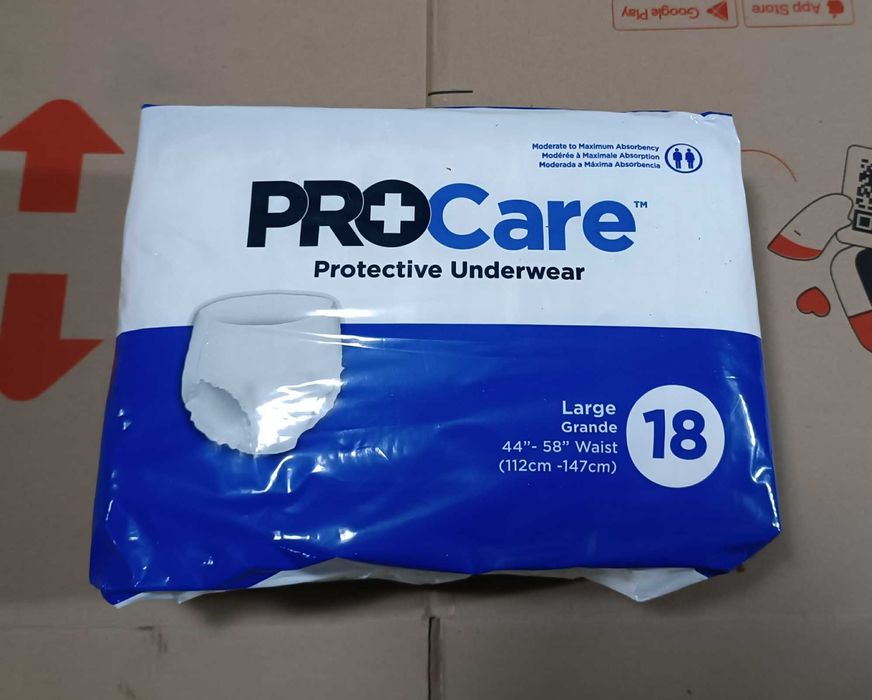 Google Play
App Store
Moderate to Maximum Absorbency
Modérée à Maximale Absorption
Moderada a Máxima Absorbencia
PROCare™
Protective Underwear
Large
Grande
44”- 58” Waist
(112cm -147cm)
18